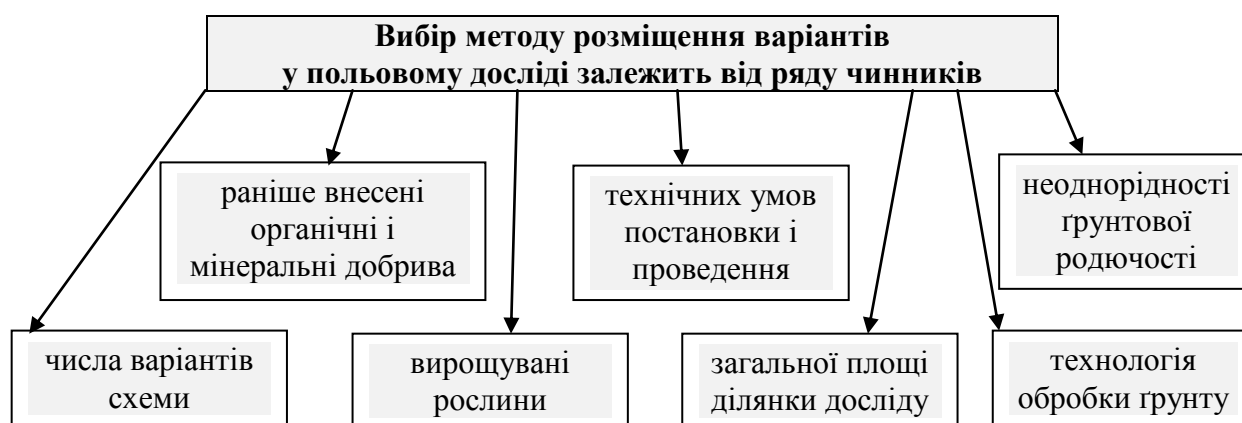 Вибір методу розміщення варіантів
у польовому досліді залежить від ряду чинників
раніше внесені
органічні і
мінеральні добрива
технічних умов
постановки і
проведення
неоднорідності
ґрунтової
родючості
числа варіантів
схеми
вирощувані
рослини
загальної площі
ділянки досліду
технологія
обробки ґрунту